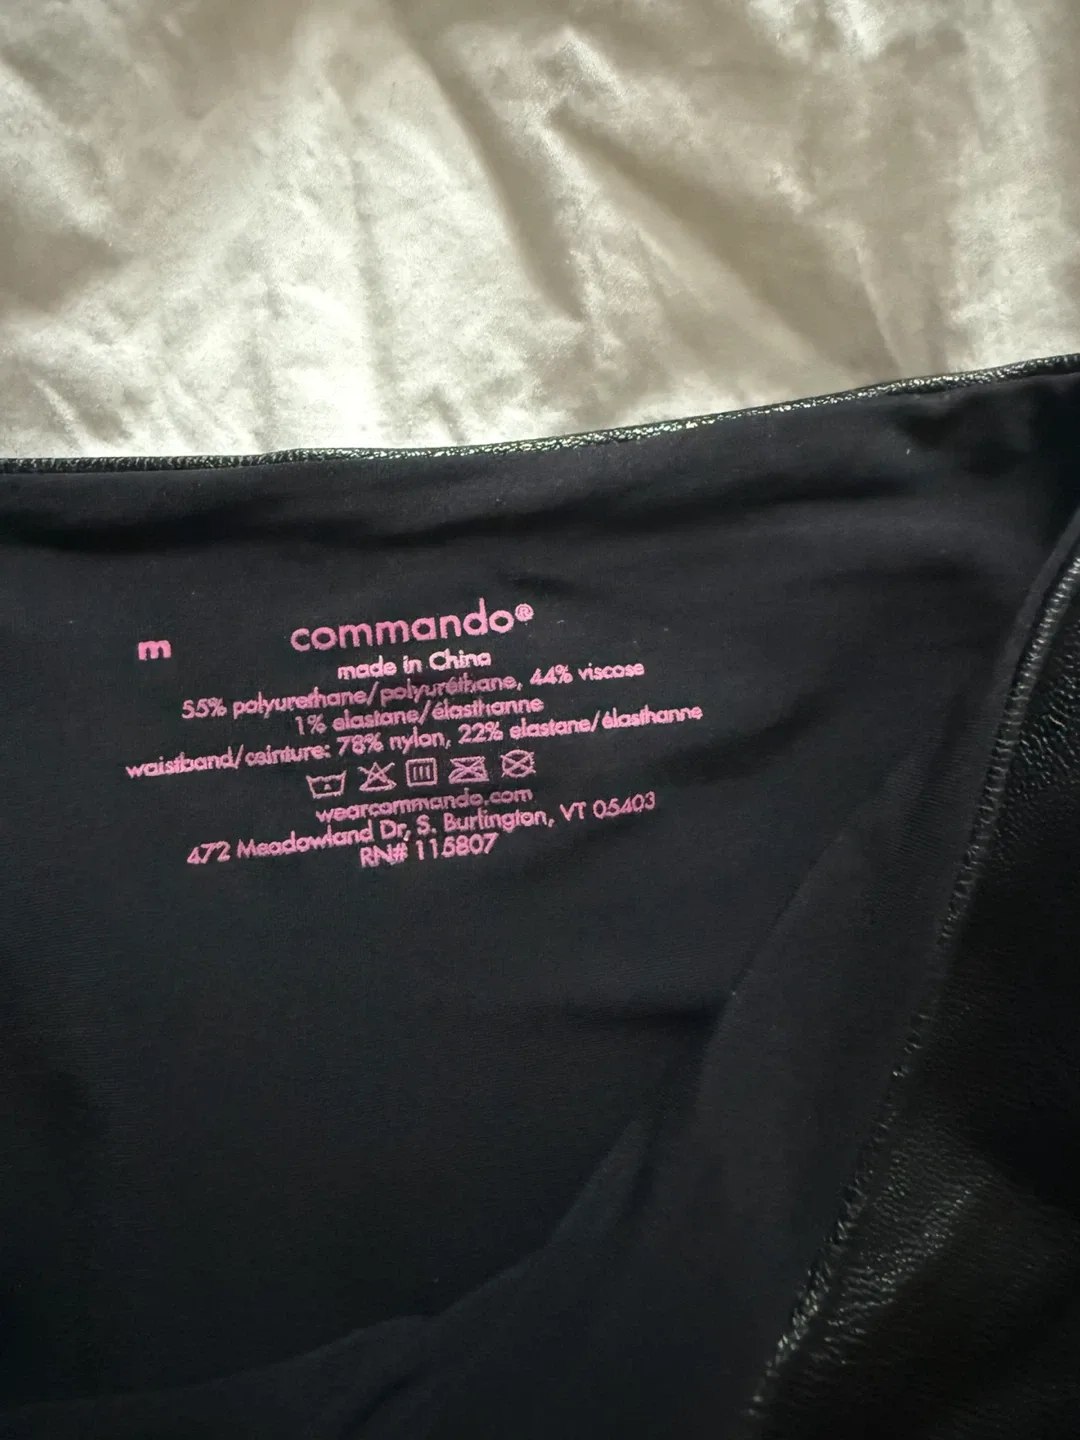 m
commando®
made in China
55% polyurethane/polyuréthane, 44% viscose
1% elastane/élasthanne
waistband/ceinture: 78% nylon, 22% elastane/élasthanne
wearcommando.com
472 Meadowland Dr, S. Burlington, VT 05403
RN# 115807